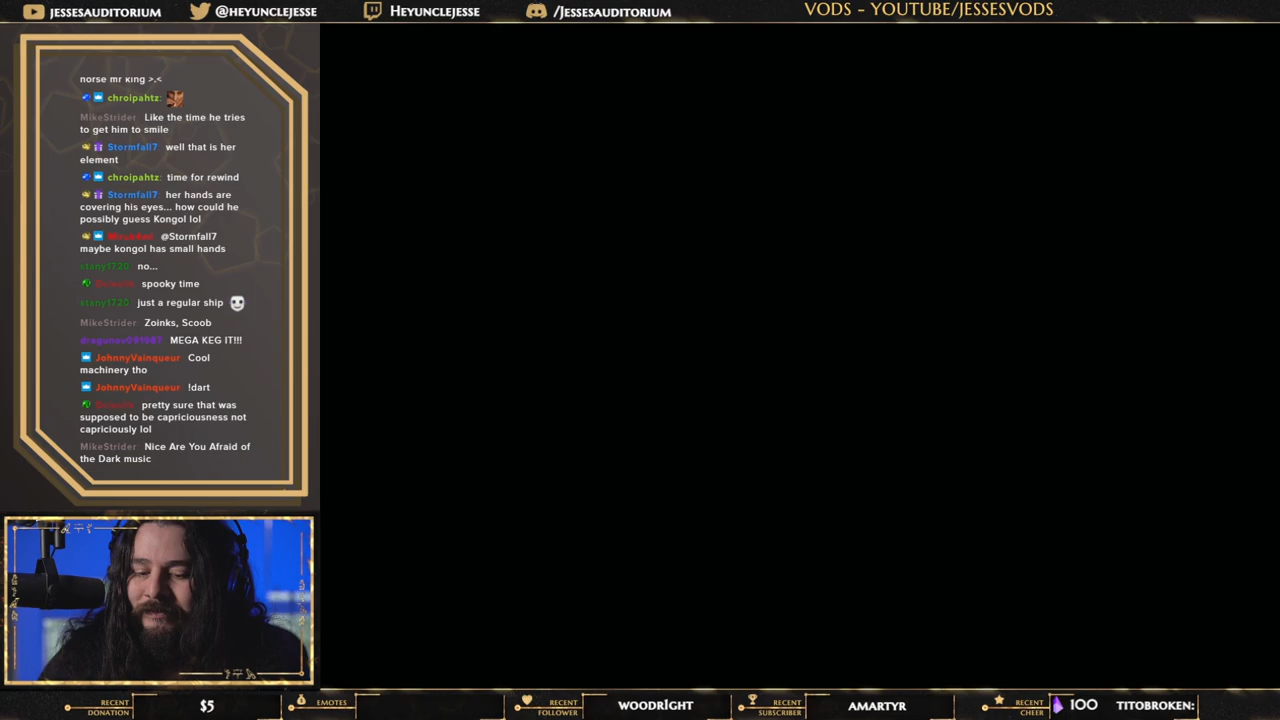 JESSESAUDITORIUM
@HEYUNCLEJESSE
HEYUNCLEJESSE
/JESSESAUDITORIUM
VODS - YOUTUBE/JESSESVODS
norse mr king >.<
chroipahtz:
MikeStrider Like the time he tries
to get him to smile
Stormfall7: well that is her
element
chroipahtz: time for rewind
Stormfall7: her hands are
covering his eyes... how could he
possibly guess Kongol lol
@Stormfall7
maybe kongol has small hands
stany1720: no...
spooky time
stany1720: just a regular ship
MikeStrider Zoinks, Scoob
dragunov091987 MEGA KEG IT!!!
JohnnyVainqueur Cool
machinery tho
JohnnyVainqueur !dart
pretty sure that was
supposed to be capriciousness not
capriciously lol
MikeStrider Nice Are You Afraid of
the Dark music
RECENT
DONATION
$5
EMOTES
RECENT
FOLLOWER
WOODR1GHT
RECENT
SUBSCRIBER
AMARTYR
RECENT
CHEER
100
TITOBROKEN: